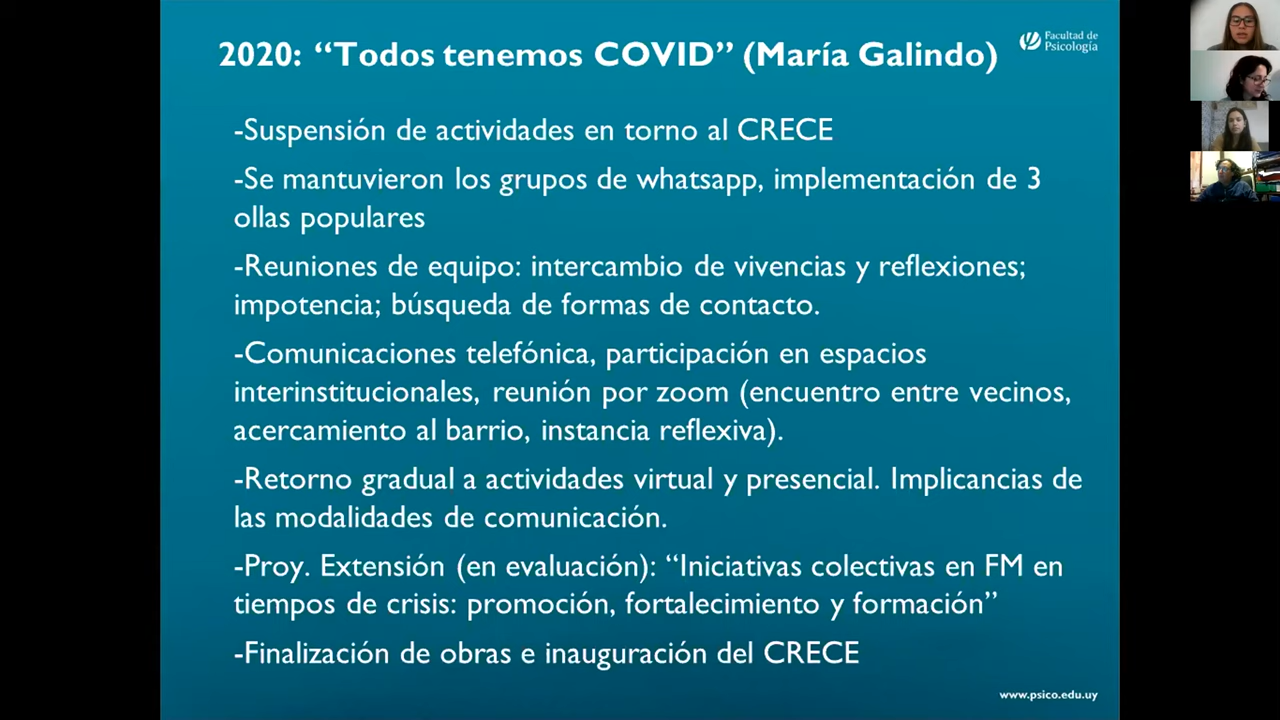 2020: “Todos tenemos COVID” (María Galindo)
Facultad de
Psicología
-Suspensión de actividades en torno al CRECE
-Se mantuvieron los grupos de whatsapp, implementación de 3
ollas populares
-Reuniones de equipo: intercambio de vivencias y reflexiones;
impotencia; búsqueda de formas de contacto.
-Comunicaciones telefónica, participación en espacios
interinstitucionales, reunión por zoom (encuentro entre vecinos,
acercamiento al barrio, instancia reflexiva).
-Retorno gradual a actividades virtual y presencial. Implicancias de
las modalidades de comunicación.
-Proy. Extensión (en evaluación): “Iniciativas colectivas en FM en
tiempos de crisis: promoción, fortalecimiento y formación”
-Finalización de obras e inauguración del CRECE
www.psico.edu.uy